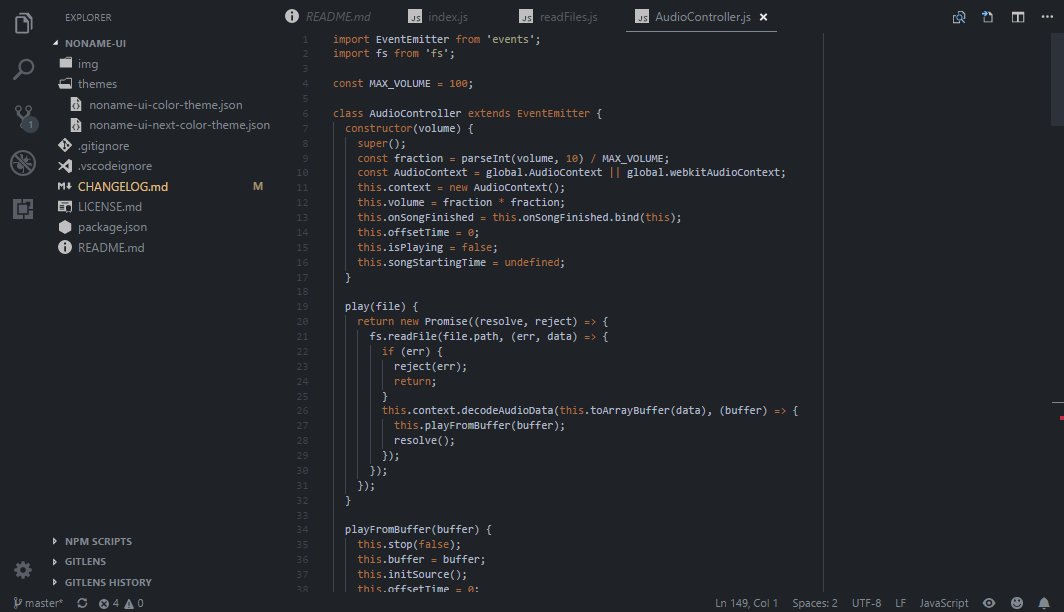 EXPLORER
README.md
index.js
readFiles.js
AudioController.js
NONAME-UI
img
themes
noname-ui-color-theme.json
noname-ui-next-color-theme.json
.gitignore
.vscodeignore
CHANGELOG.md M
LICENSE.md
package.json
README.md
NPM SCRIPTS
GITLENS
GITLENS HISTORY
1
1 import EventEmitter from 'events';
2 import fs from 'fs';
3
4 const MAX_VOLUME = 100;
5
6 class AudioController extends EventEmitter {
7 constructor(volume) {
8 super();
9 const fraction = parseInt(volume, 10) / MAX_VOLUME;
10 const AudioContext = global.AudioContext || global.webkitAudioContext;
11 this.context = new AudioContext();
12 this.volume = fraction * fraction;
13 this.onSongFinished = this.onSongFinished.bind(this);
14 this.offsetTime = 0;
15 this.isPlaying = false;
16 this.songStartingTime = undefined;
17 }
18
19 play(file) {
20 return new Promise((resolve, reject) => {
21 fs.readFile(file.path, (err, data) => {
22 if (err) {
23 reject(err);
24 return;
25 }
26 this.context.decodeAudioData(this.toArrayBuffer(data), (buffer) => {
27 this.playFromBuffer(buffer);
28 resolve();
29 });
30 });
31 });
32 }
33
34 playFromBuffer(buffer) {
35 this.stop(false);
36 this.buffer = buffer;
37 this.initSource();
38 this.offsetTime = 0;
master* 4 0 Ln 149, Col 1 Spaces: 2 UTF-8 LF JavaScript